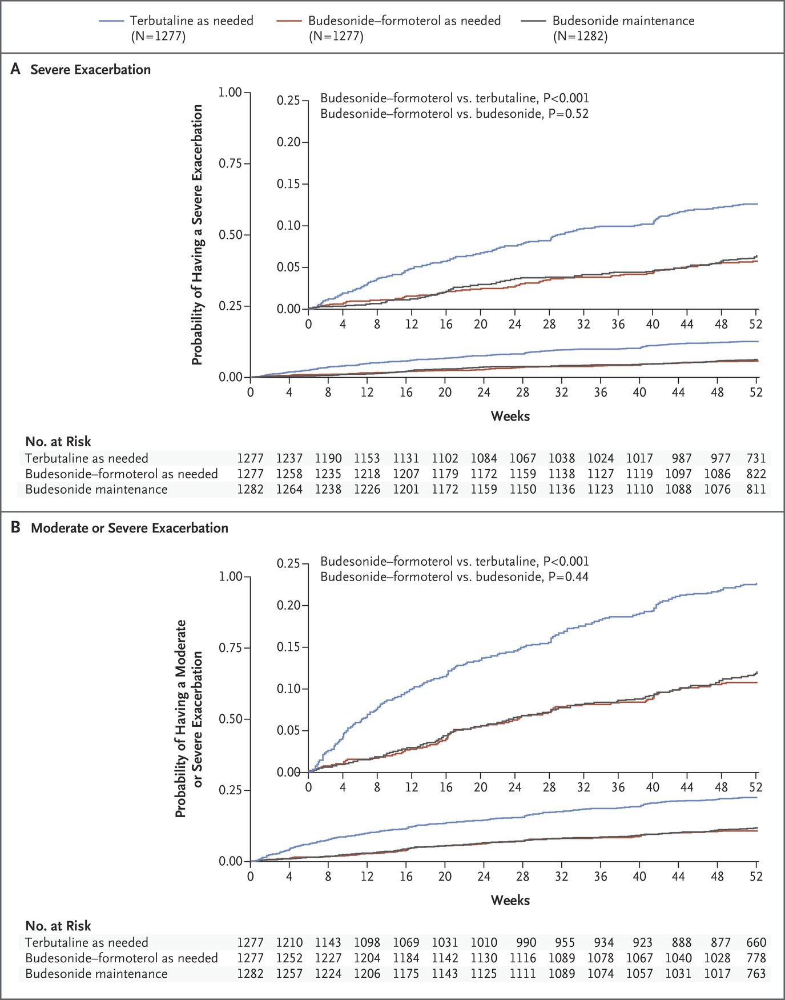 Terbutaline as needed
(N=1277)
Budesonide–formoterol as needed
(N=1277)
Budesonide maintenance
(N=1282)
A Severe Exacerbation
Probability of Having a Severe Exacerbation
1.00
0.75
0.50
0.25
0.00
0.25
0.20
0.15
0.10
0.05
0.00
Budesonide–formoterol vs. terbutaline, P<0.001
Budesonide–formoterol vs. budesonide, P=0.52
0 4 8 12 16 20 24 28 32 36 40 44 48 52
0 4 8 12 16 20 24 28 32 36 40 44 48 52
Weeks
No. at Risk
Terbutaline as needed 1277 1237 1190 1153 1131 1102 1084 1067 1038 1024 1017 987 977 731
Budesonide–formoterol as needed 1277 1258 1235 1218 1207 1179 1172 1159 1138 1127 1119 1097 1086 822
Budesonide maintenance 1282 1264 1238 1226 1201 1172 1159 1150 1136 1123 1110 1088 1076 811
B Moderate or Severe Exacerbation
Probability of Having a Moderate
or Severe Exacerbation
1.00
0.75
0.50
0.25
0.00
0.25
0.20
0.15
0.10
0.05
0.00
Budesonide–formoterol vs. terbutaline, P<0.001
Budesonide–formoterol vs. budesonide, P=0.44
0 4 8 12 16 20 24 28 32 36 40 44 48 52
0 4 8 12 16 20 24 28 32 36 40 44 48 52
Weeks
No. at Risk
Terbutaline as needed 1277 1210 1143 1098 1069 1031 1010 990 955 934 923 888 877 660
Budesonide–formoterol as needed 1277 1252 1227 1204 1184 1142 1130 1116 1089 1078 1067 1040 1028 778
Budesonide maintenance 1282 1257 1224 1206 1175 1143 1125 1111 1089 1074 1057 1031 1017 763